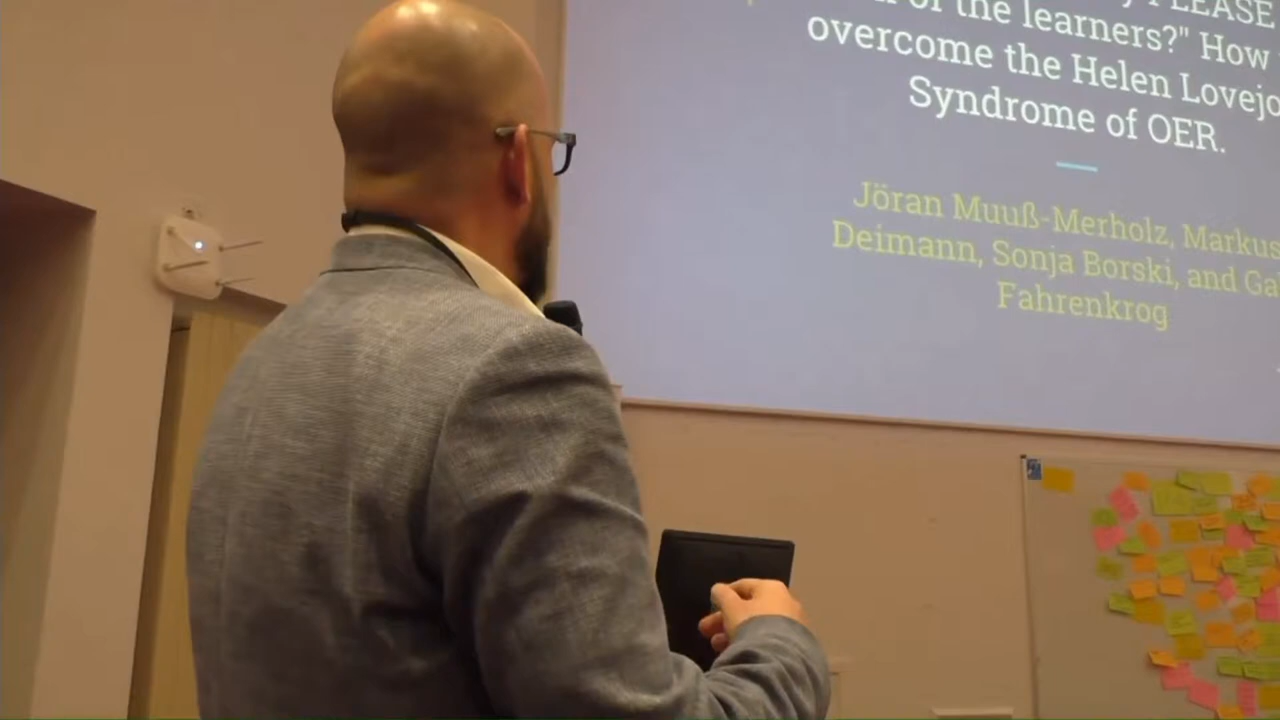 of the learners?" How
overcome the Helen Lovejo
Syndrome of OER.
Jöran Muuß-Merholz, Markus
Deimann, Sonja Borski, and Ga
Fahrenkrog